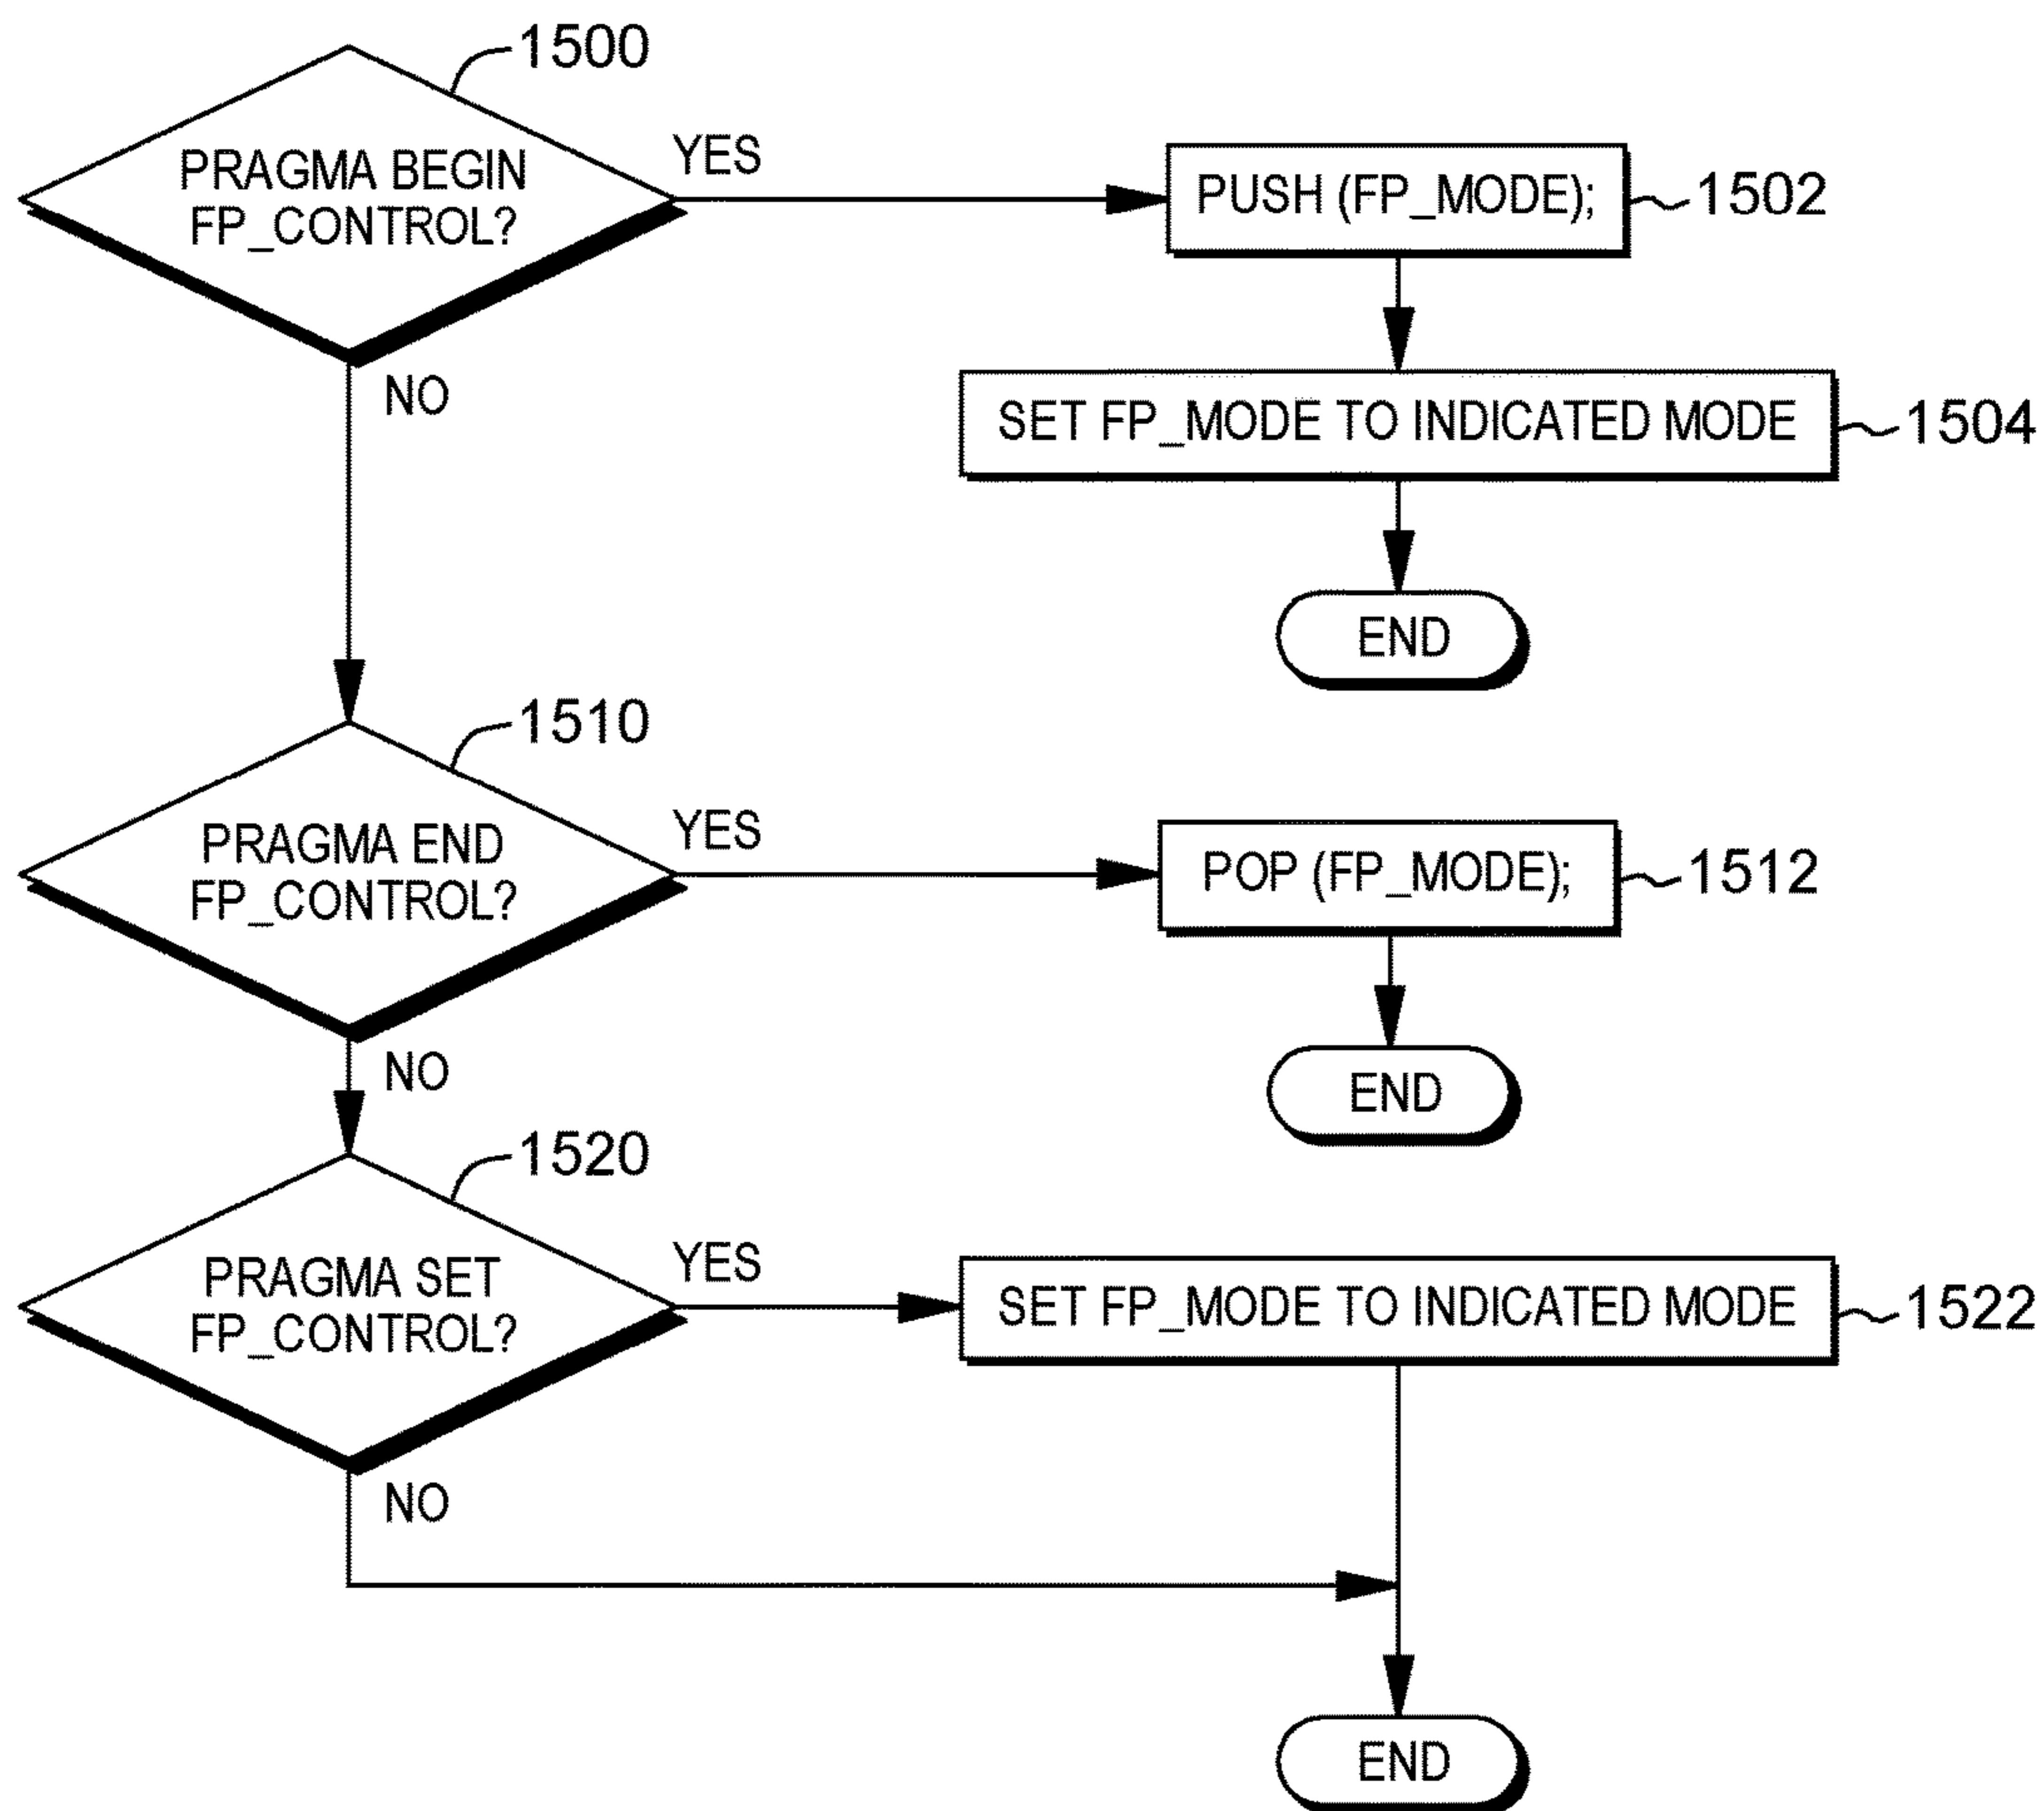 1500
PRAGMA BEGIN
FP_CONTROL?
YES
PUSH (FP_MODE);
1502
NO
SET FP_MODE TO INDICATED MODE
1504
END
1510
PRAGMA END
FP_CONTROL?
YES
POP (FP_MODE);
1512
NO
END
1520
PRAGMA SET
FP_CONTROL?
YES
SET FP_MODE TO INDICATED MODE
1522
NO
END